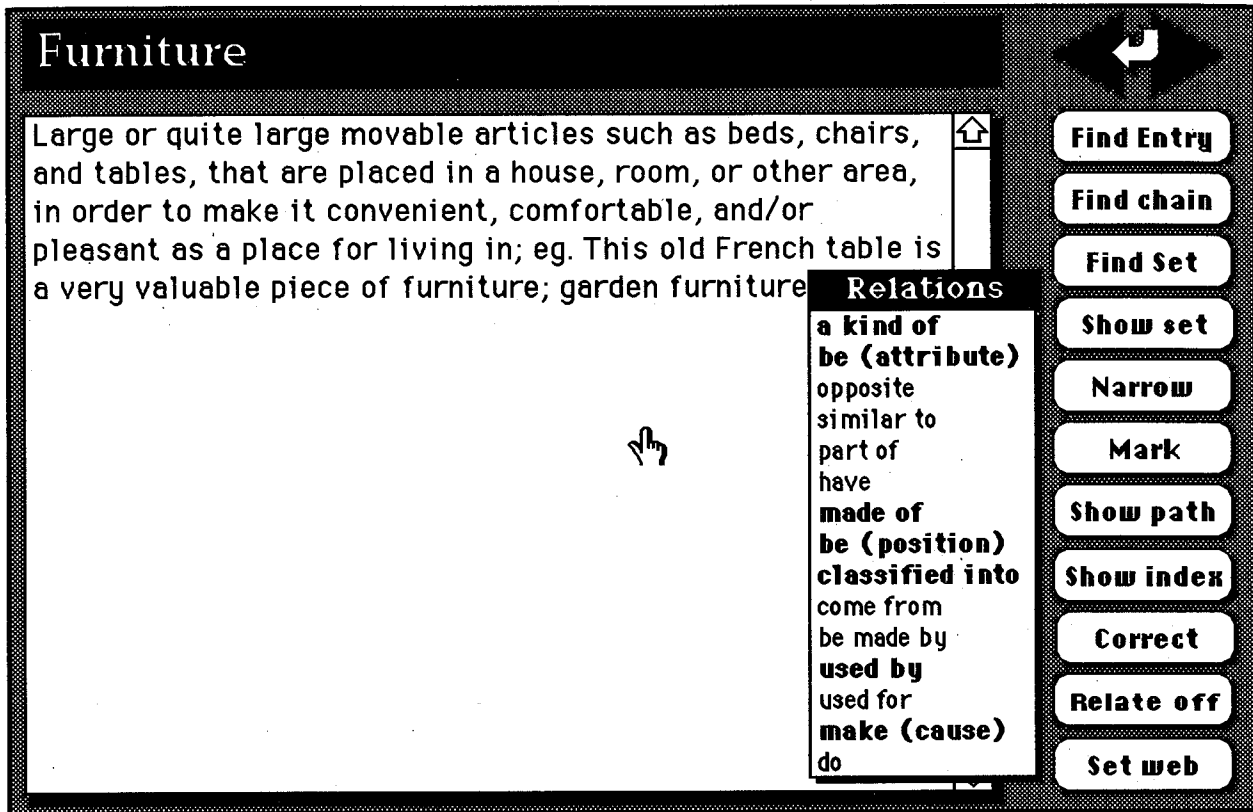 Furniture
Large or quite large movable articles such as beds, chairs,
and tables, that are placed in a house, room, or other area,
in order to make it convenient, comfortable, and/or
pleasant as a place for living in; eg. This old French table is
a very valuable piece of furniture; garden furniture
Relations
a kind of
be (attribute)
opposite
similar to
part of
have
made of
be (position)
classified into
come from
be made by
used by
used for
make (cause)
do
Find Entry
Find chain
Find Set
Show set
Narrow
Mark
Show path
Show index
Correct
Relate off
Set web